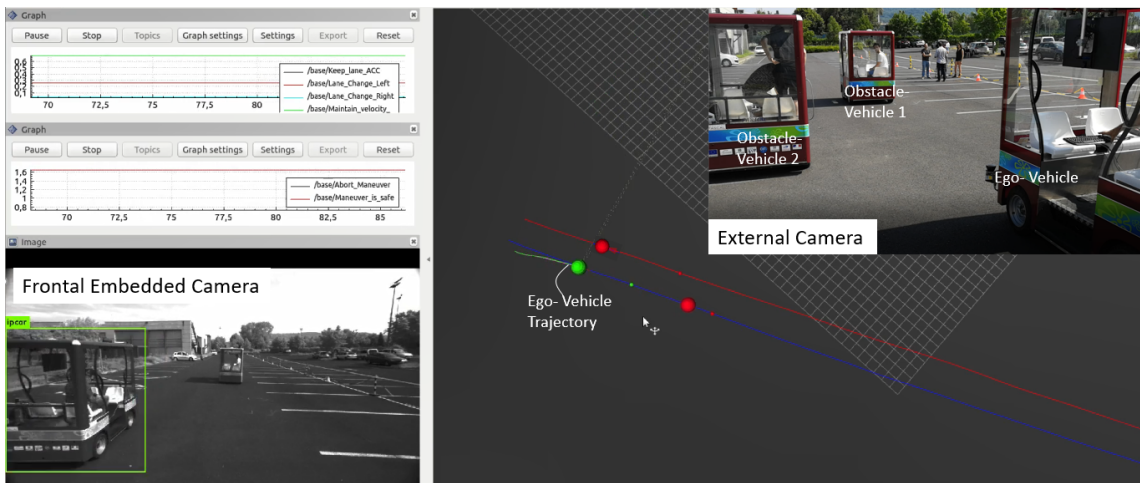 Graph
Pause Stop Topics Graph settings Settings Export Reset
0,6
0,5
0,4
0,3
0,2
0,1
/base/Keep_lane_ACC
/base/Lane_Change_Left
/base/Lane_Change_Right
/base/Maintain_velocity_
70 72,5 75 77,5 80
Graph
Pause Stop Topics Graph settings Settings Export Reset
1,6
1,4
1,2
1
0,8
/base/Abort_Maneuver
/base/Maneuver_is_safe
70 72,5 75 77,5 80 82,5 85
Image
Frontal Embedded Camera
ipcar
Ego- Vehicle
Trajectory
Obstacle-
Vehicle 1
Obstacle-
Vehicle 2
Ego- Vehicle
External Camera